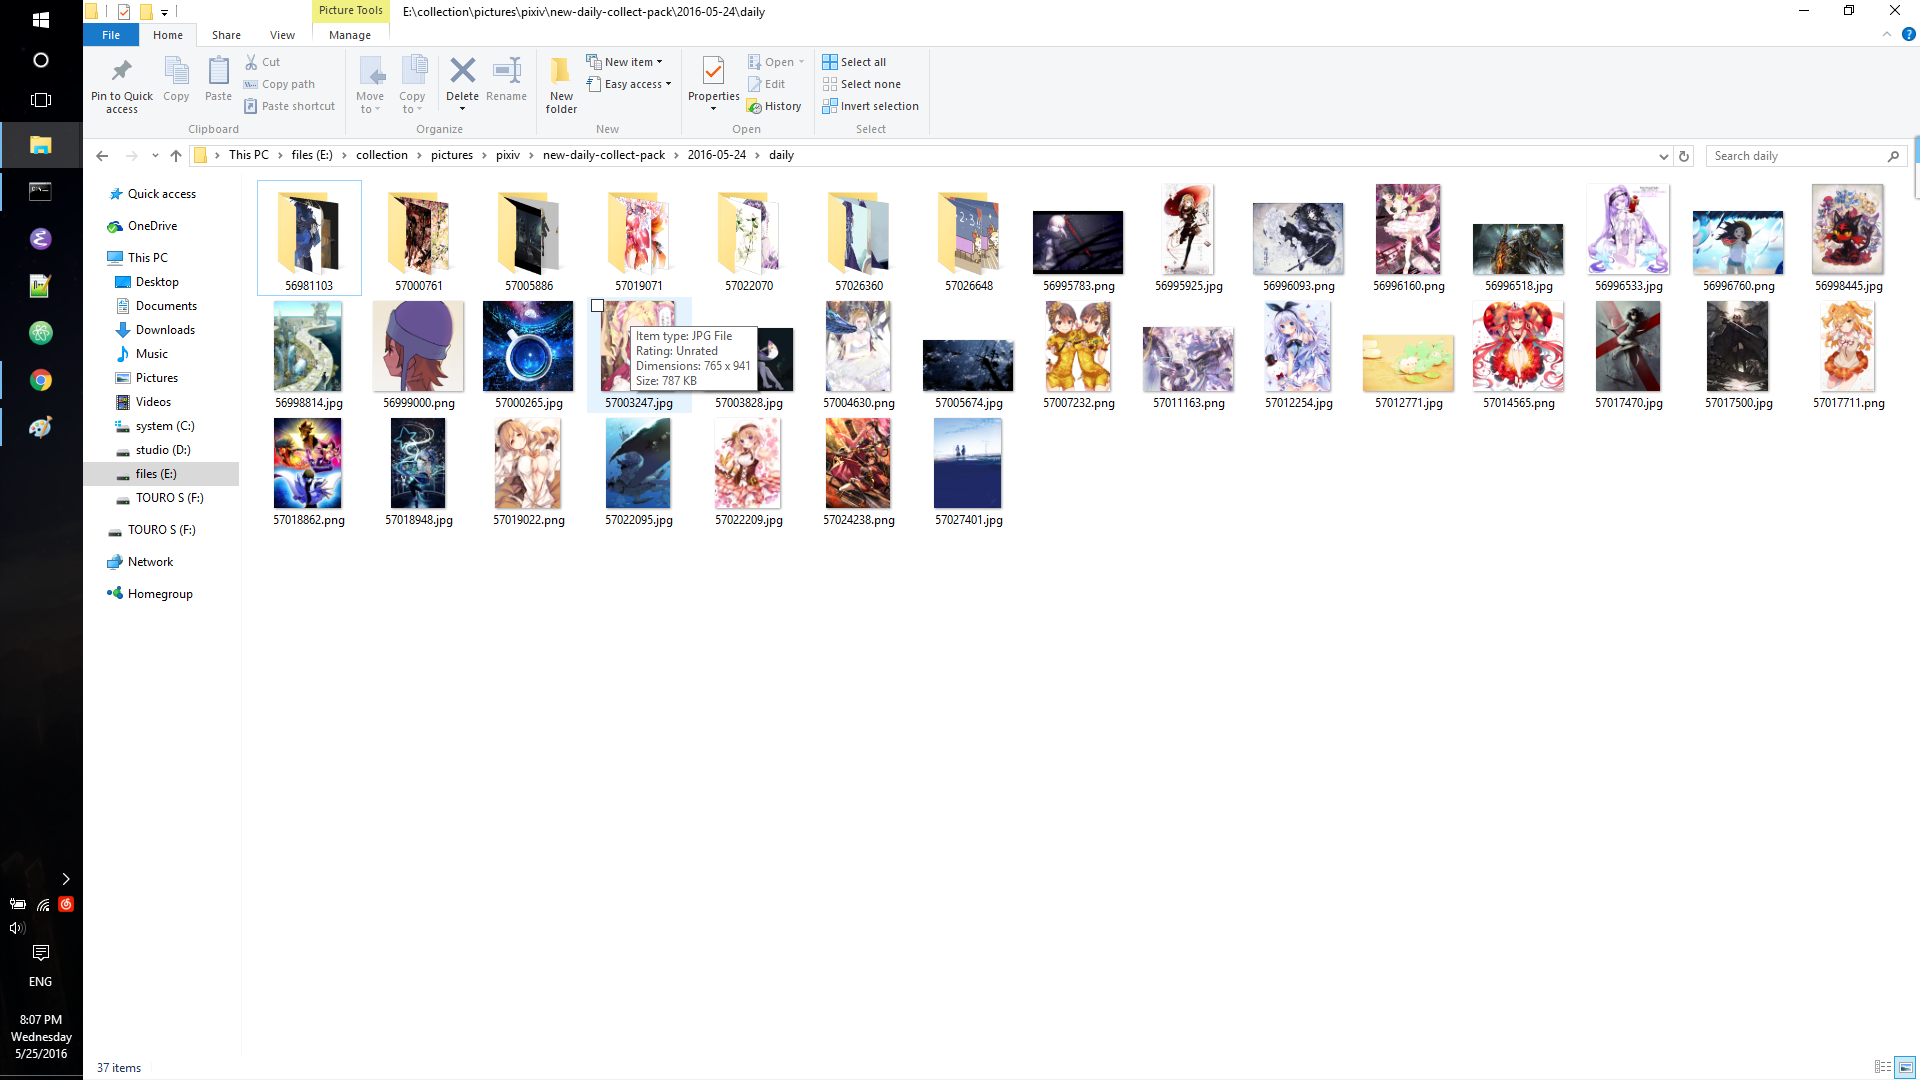 Picture Tools
E:\collection\pictures\pixiv\new-daily-collect-pack\2016-05-24\daily
File Home Share View Manage
Pin to Quick access
Copy
Paste
Cut
Copy path
Paste shortcut
Clipboard
Move to
Copy to
Delete
Rename
Organize
New folder
New item
Easy access
New
Properties
Open
Edit
History
Open
Select all
Select none
Invert selection
Select
This PC > files (E:) > collection > pictures > pixiv > new-daily-collect-pack > 2016-05-24 > daily
Search daily
Quick access
OneDrive
This PC
Desktop
Documents
Downloads
Music
Pictures
Videos
system (C:)
studio (D:)
files (E:)
TOURO S (F:)
TOURO S (F:)
Network
Homegroup
56981103 57000761 57005886 57019071 57022070 57026360 57026648 56995783.png 56995925.jpg 56996093.png 56996160.png 56996518.jpg 56996533.jpg 56996760.png 56998445.jpg
Item type: JPG File
Rating: Unrated
Dimensions: 765 x 941
Size: 787 KB
56998814.jpg 56999000.png 57000265.jpg 57003247.jpg 57003828.jpg 57004630.png 57005674.jpg 57007232.png 57011163.png 57012254.jpg 57012771.jpg 57014565.png 57017470.jpg 57017500.jpg 57017711.png
57018862.png 57018948.jpg 57019022.png 57022095.jpg 57022209.jpg 57024238.png 57027401.jpg
ENG
8:07 PM
Wednesday
5/25/2016
37 items